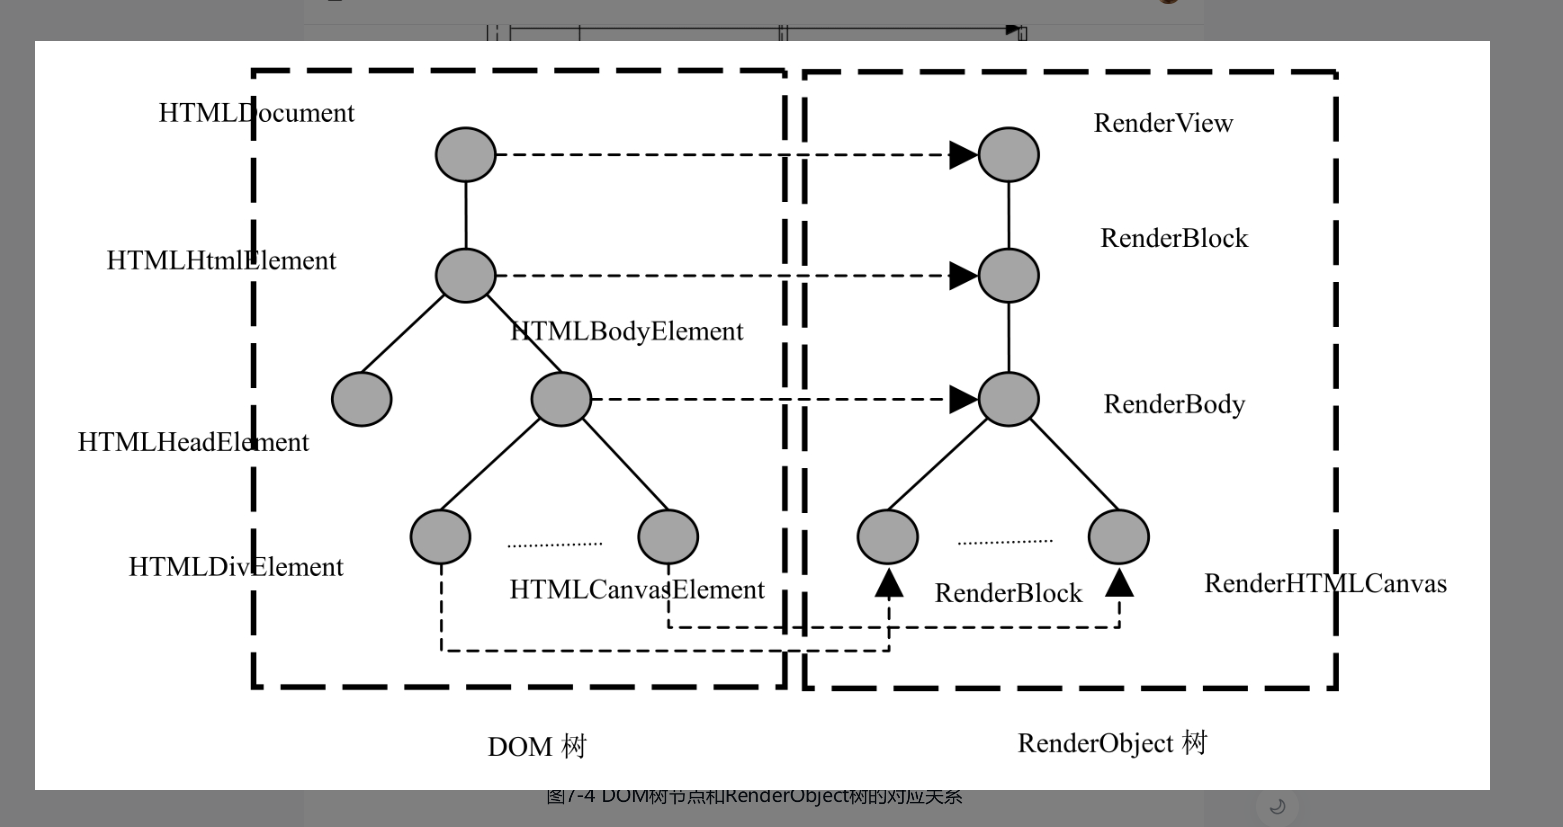 HTMLDocument
RenderView
RenderBlock
HTMLHtmlElement
HTMLBodyElement
RenderBody
HTMLHeadElement
HTMLDivElement
HTMLCanvasElement
RenderBlock
RenderHTMLCanvas
DOM 树
RenderObject 树
图7-4 DOM树节点和RenderObject树的对应关系